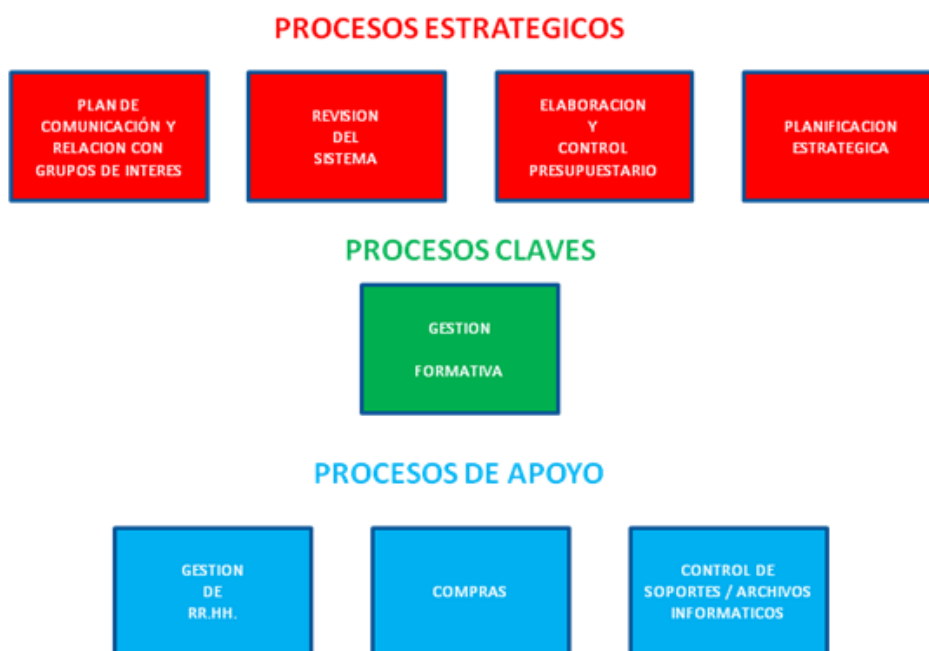 PROCESOS ESTRATEGICOS
PLAN DE
COMUNICACIÓN Y
RELACION CON
GRUPOS DE INTERES
REVISION
DEL
SISTEMA
ELABORACION
Y
CONTROL
PRESUPUESTARIO
PLANIFICACION
ESTRATEGICA
PROCESOS CLAVES
GESTION
FORMATIVA
PROCESOS DE APOYO
GESTION
DE
RR.HH.
COMPRAS
CONTROL DE
SOPORTES / ARCHIVOS
INFORMATICOS